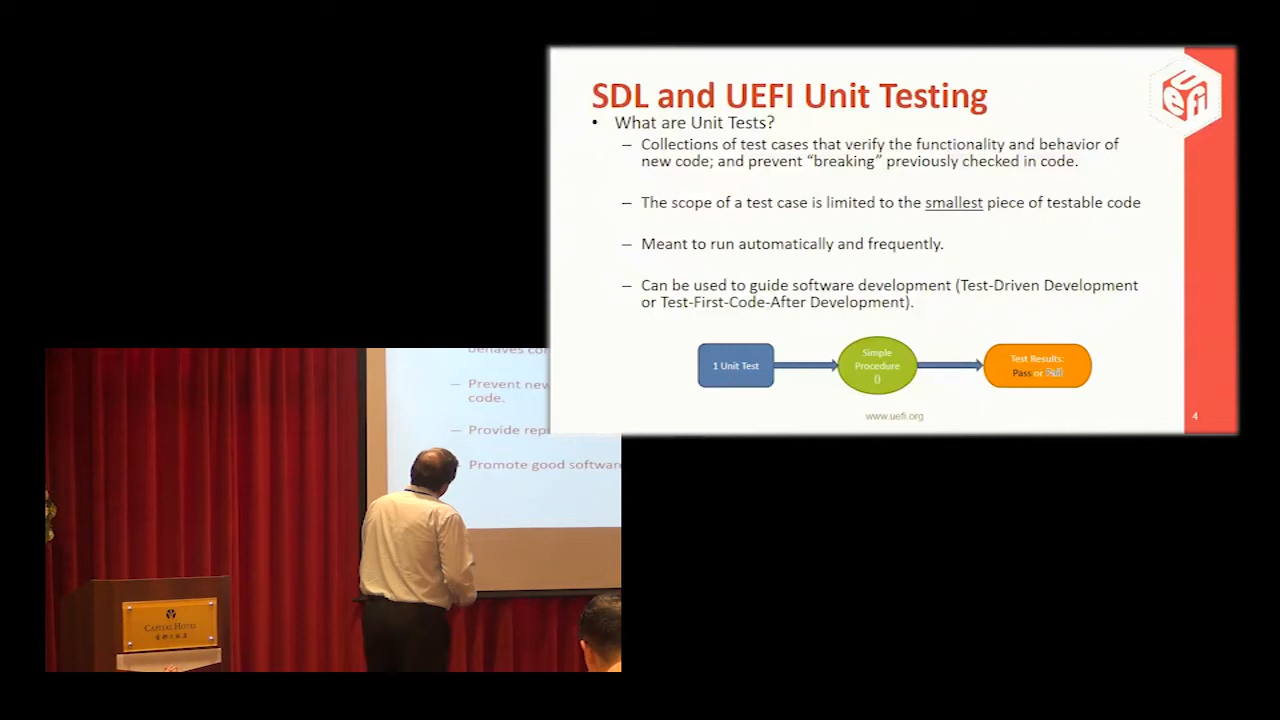 SDL and UEFI Unit Testing
uefi
• What are Unit Tests?
– Collections of test cases that verify the functionality and behavior of
new code; and prevent “breaking” previously checked in code.
– The scope of a test case is limited to the smallest piece of testable code
– Meant to run automatically and frequently.
– Can be used to guide software development (Test-Driven Development
or Test-First-Code-After Development).
1 Unit Test
Simple
Procedure
()
Test Results:
Pass or Fail
www.uefi.org
4
behaves
— Prevent new
code.
— Provide
— Promote good
CAPITAL HOTEL